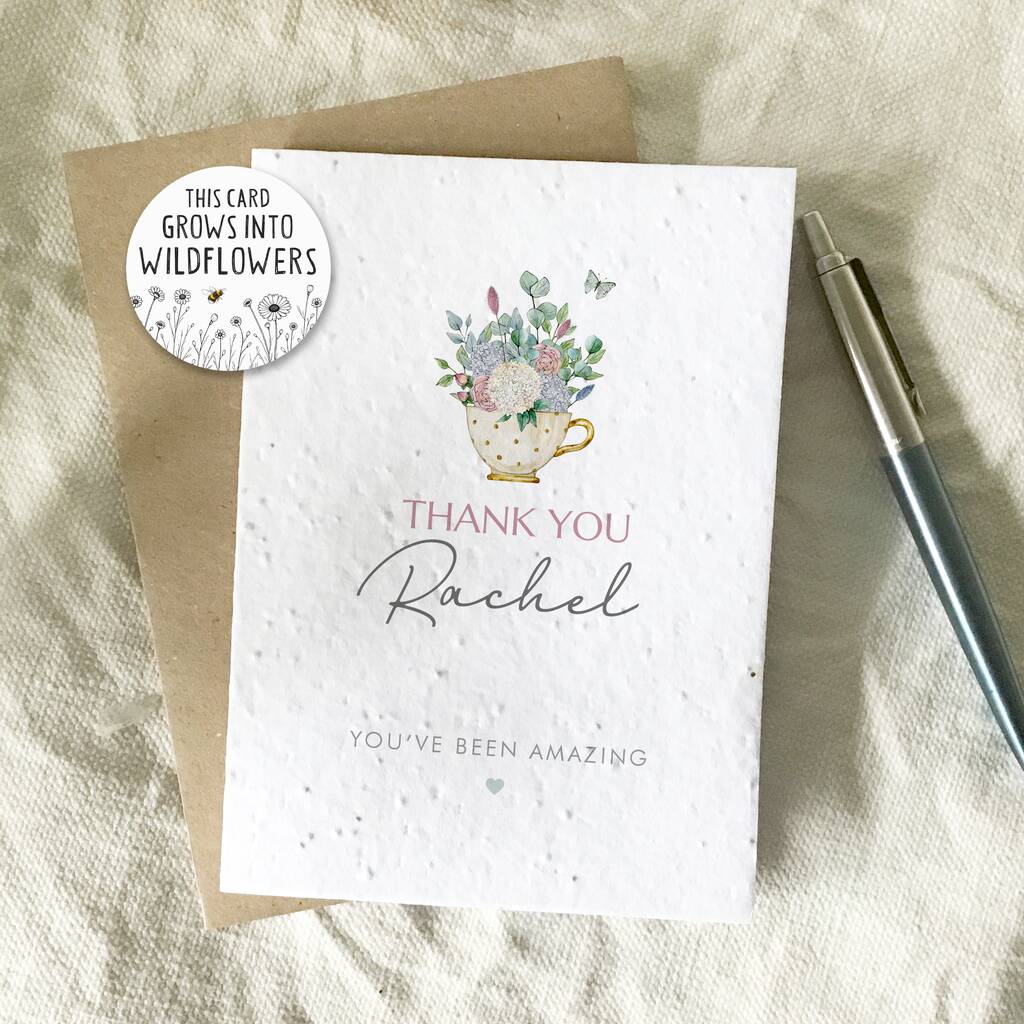 THIS CARD
GROWS INTO
WILDFLOWERS
THANK YOU
Rachel
YOU'VE BEEN AMAZING